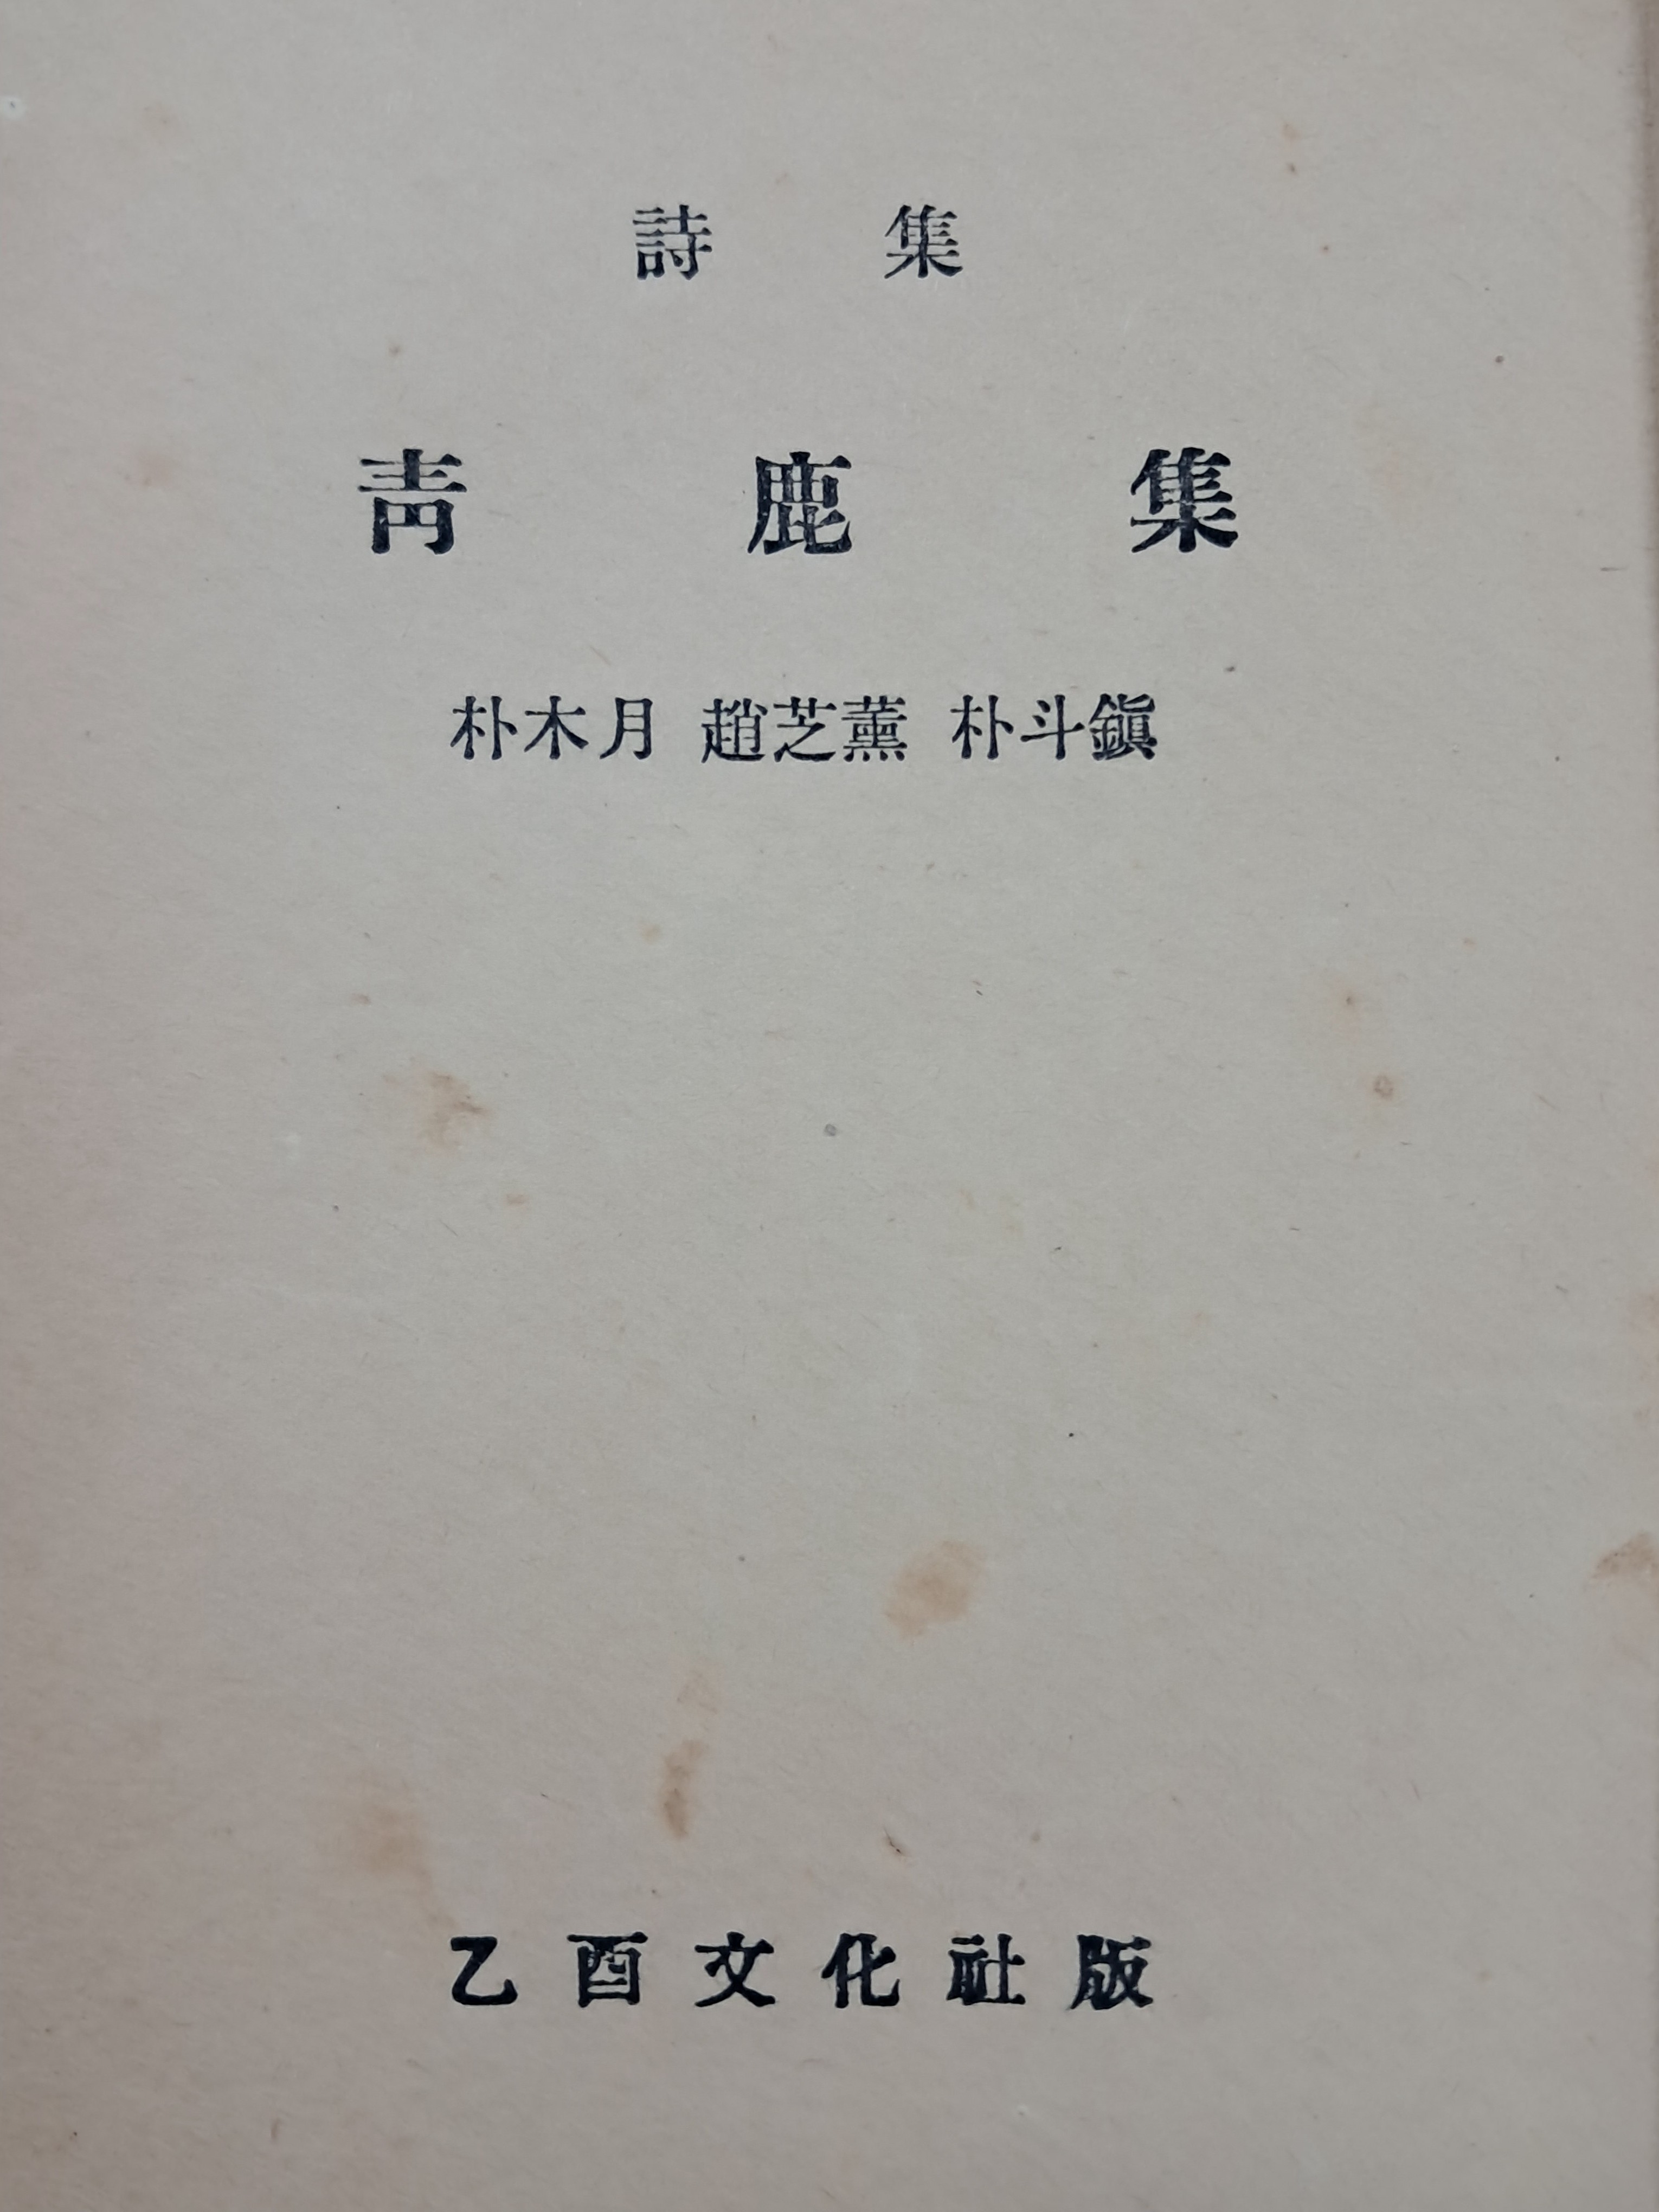 詩集
靑鹿集
朴木月 趙芝薰 朴斗鎭
乙酉文化社版